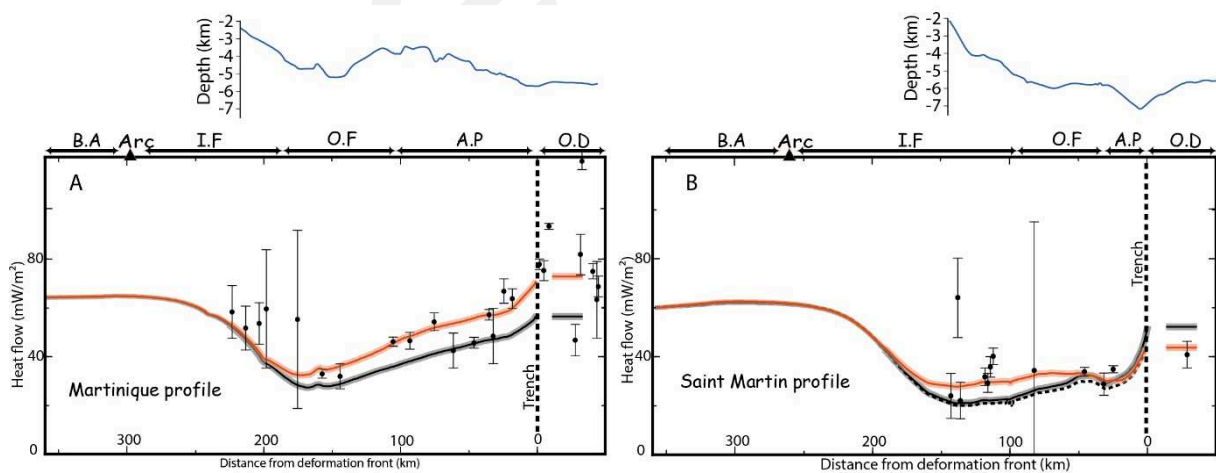 -2
-3
-4
-5
-6
-7
Depth (km)
-2
-3
-4
-5
-6
-7
Depth (km)
B.A Arc I.F O.F A.P O.D
B.A Arc I.F O.F A.P O.D
A
B
80
40
0
Heat flow (mW/m²)
Martinique profile
Trench
300 200 100 0
Distance from deformation front (km)
80
40
0
Heat flow (mW/m²)
Saint Martin profile
Trench
300 200 100 0
Distance from deformation front (km)